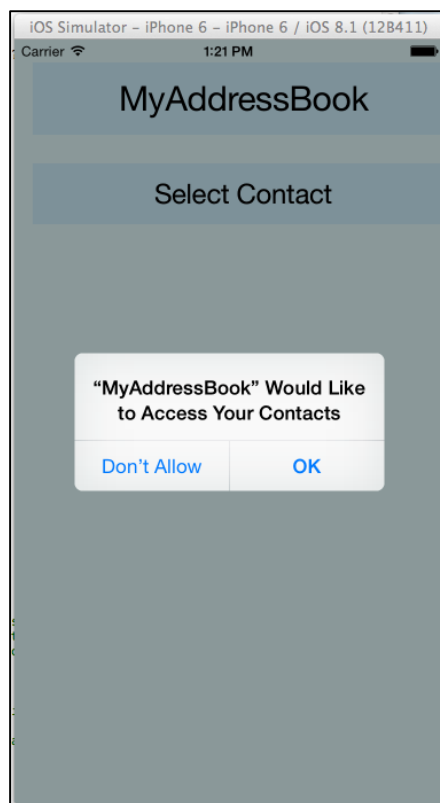 iOS Simulator - iPhone 6 - iPhone 6 / iOS 8.1 (12B411)
Carrier 1:21 PM
MyAddressBook
Select Contact
“MyAddressBook” Would Like
to Access Your Contacts
Don’t Allow OK